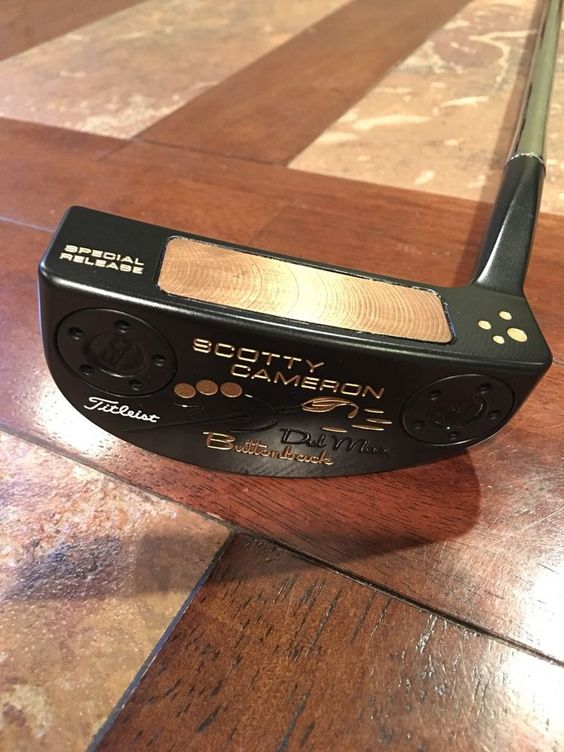 SPECIAL
RELEASE
SCOTTY
CAMERON
Titleist
Del Mar
Buttonback